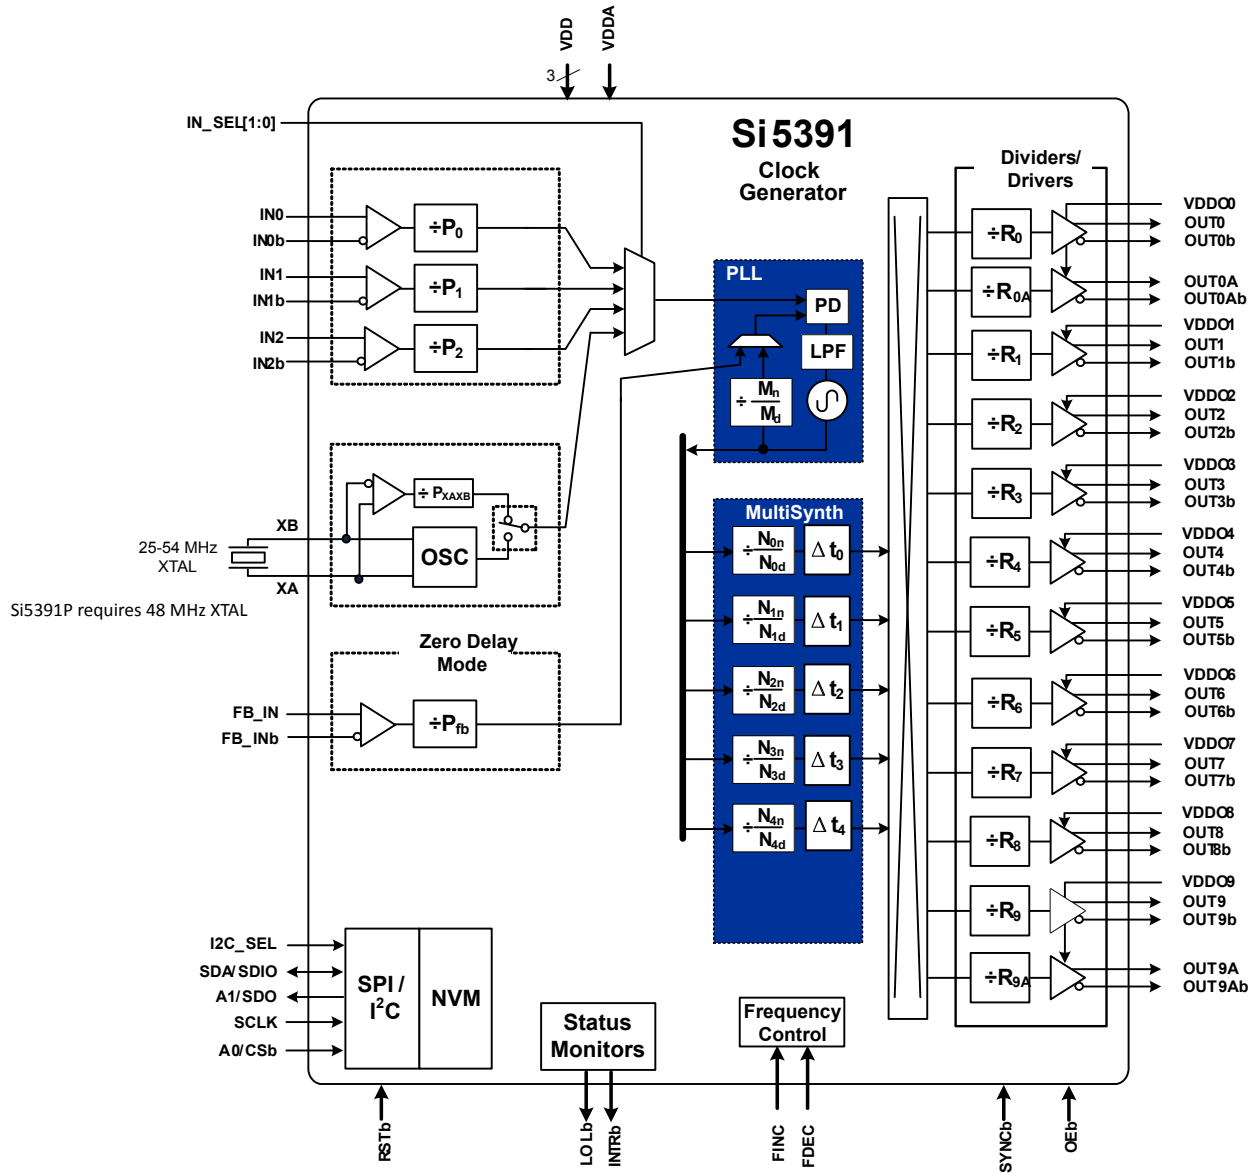 VDD
VDDA
3
IN_SEL[1:0]
Si5391
Clock
Generator
Dividers/
Drivers
IN0
IN0b
÷P0
IN1
IN1b
÷P1
IN2
IN2b
÷P2
PLL
PD
LPF
÷ Mn
Md
÷ PXAXB
XB
OSC
25-54 MHz
XTAL
XA
Si5391P requires 48 MHz XTAL
Zero Delay
Mode
FB_IN
FB_INb
÷Pfb
MultiSynth
÷ N0n
N0d
Δ t0
÷ N1n
N1d
Δ t1
÷ N2n
N2d
Δ t2
÷ N3n
N3d
Δ t3
÷ N4n
N4d
Δ t4
÷R0
VDDO0
OUT0
OUT0b
÷R0A
OUT0A
OUT0Ab
÷R1
VDDO1
OUT1
OUT1b
÷R2
VDDO2
OUT2
OUT2b
÷R3
VDDO3
OUT3
OUT3b
÷R4
VDDO4
OUT4
OUT4b
÷R5
VDDO5
OUT5
OUT5b
÷R6
VDDO6
OUT6
OUT6b
÷R7
VDDO7
OUT7
OUT7b
÷R8
VDDO8
OUT8
OUT8b
÷R9
VDDO9
OUT9
OUT9b
÷R9A
OUT9A
OUT9Ab
I2C_SEL
SDA/SDIO
A1/SDO
SCLK
A0/CSb
SPI /
I²C
NVM
Status
Monitors
Frequency
Control
RSTb
LOLb
INTRb
FINC
FDEC
SYNCb
OEb